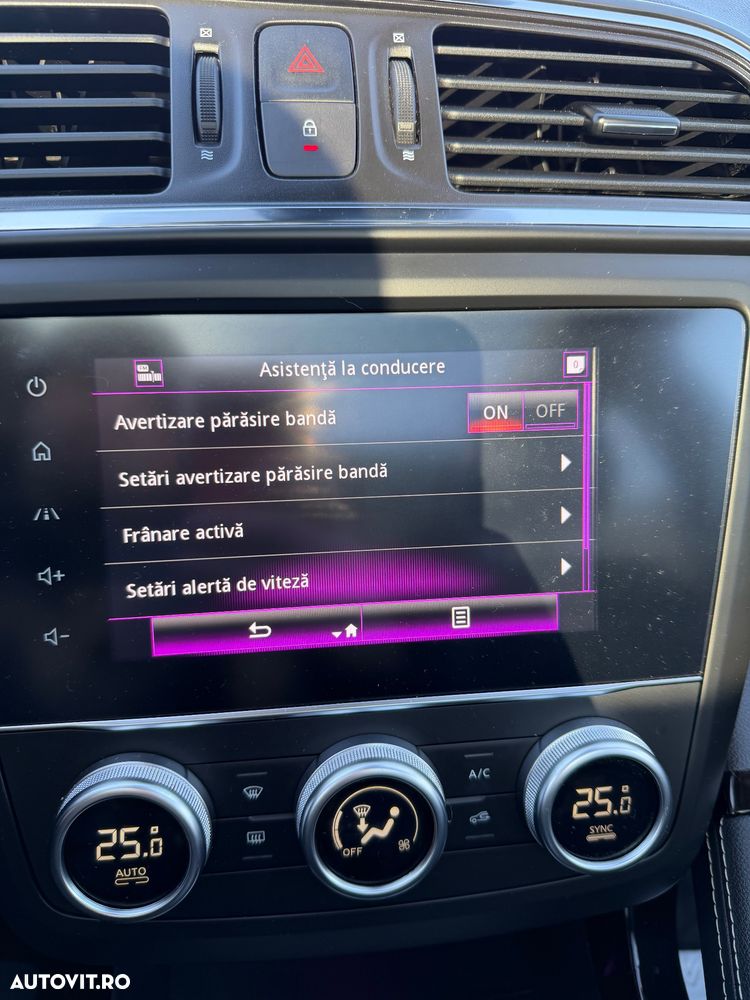 Asistenţă la conducere
0
Avertizare părăsire bandă
ON OFF
Setări avertizare părăsire bandă
Frânare activă
Setări alertă de viteză
A/C
25.0
AUTO
OFF
25.0
SYNC
AUTOVIT.RO